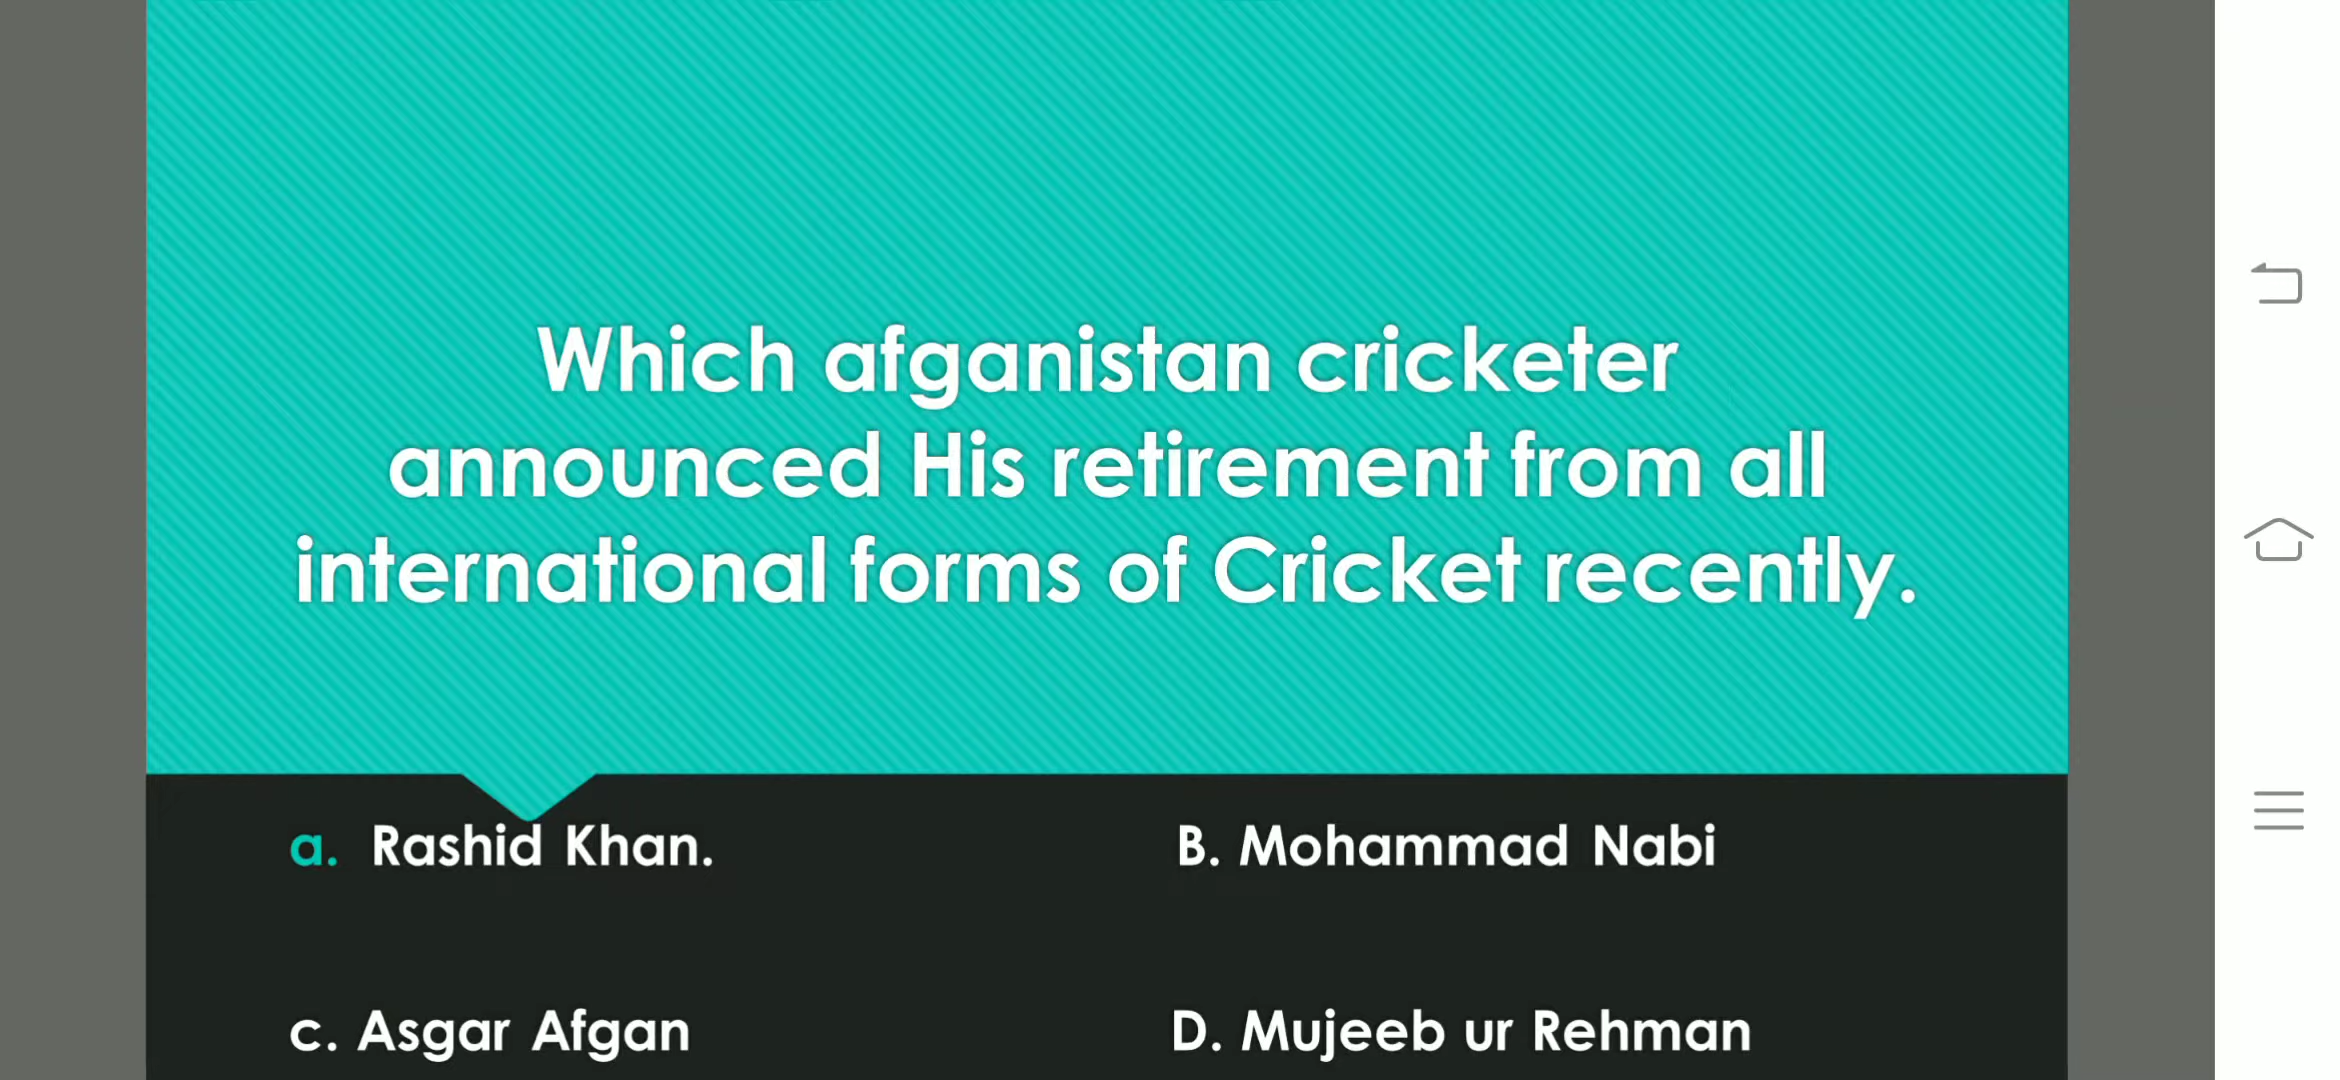 Which afganistan cricketer
announced His retirement from all
international forms of Cricket recently.
a. Rashid Khan.
B. Mohammad Nabi
c. Asgar Afgan
D. Mujeeb ur Rehman